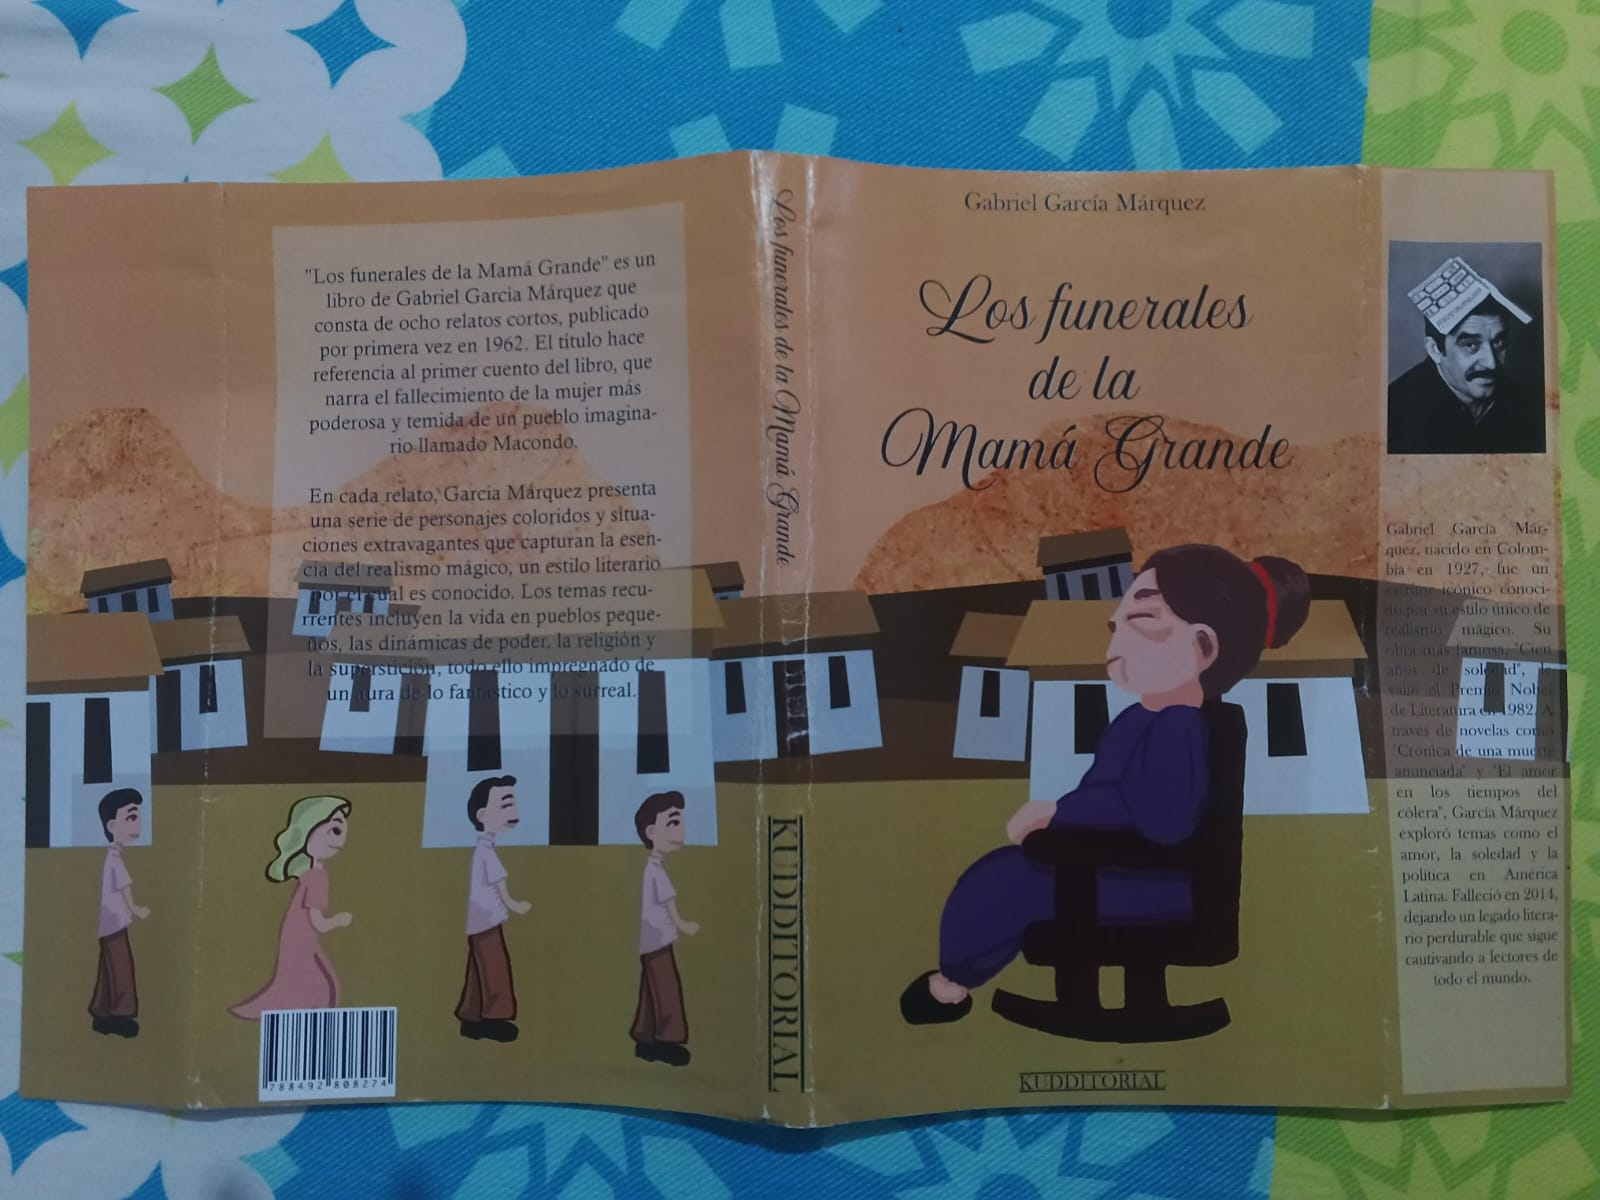 "Los funerales de la Mamá Grande" es un
libro de Gabriel García Márquez que
consta de ocho relatos cortos, publicado
por primera vez en 1962. El título hace
referencia al primer cuento del libro, que
narra el fallecimiento de la mujer más
poderosa y temida de un pueblo imagina-
rio llamado Macondo.
En cada relato, García Márquez presenta
una serie de personajes coloridos y situa-
ciones extravagantes que capturan la esen-
cia del realismo mágico, un estilo literario
por el cual es conocido. Los temas recu-
rrentes incluyen la vida en pueblos peque-
ños, las dinámicas de poder, la religión y
la superstición, todo ello impregnado de
un aura de lo fantástico y lo surreal.
788492 808274
Los funerales de la Mamá Grande
KUDDITORIAL
Gabriel García Márquez
Los funerales
de la
Mamá Grande
KUDDITORIAL
Gabriel García Már-
quez, nacido en Colom-
bia en 1927, fue un
escritor icónico conoci-
do por su estilo único de
realismo mágico. Su
obra más famosa, "Cien
años de soledad", le
valió el Premio Nobel
de Literatura en 1982. A
través de novelas como
"Crónica de una muerte
anunciada" y "El amor
en los tiempos del
cólera", García Márquez
exploró temas como el
amor, la soledad y la
política en América
Latina. Falleció en 2014,
dejando un legado litera-
rio perdurable que sigue
cautivando a lectores de
todo el mundo.